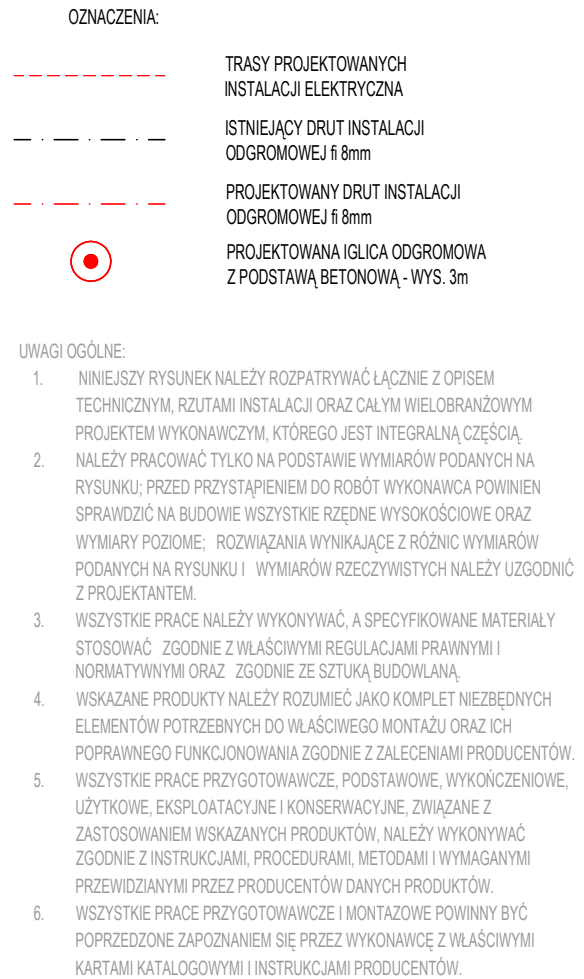 OZNACZENIA:
TRASY PROJEKTOWANYCH
INSTALACJI ELEKTRYCZNA
ISTNIEJĄCY DRUT INSTALACJI
ODGROMOWEJ fi 8mm
PROJEKTOWANY DRUT INSTALACJI
ODGROMOWEJ fi 8mm
PROJEKTOWANA IGLICA ODGROMOWA
Z PODSTAWĄ BETONOWĄ - WYS. 3m
UWAGI OGÓLNE:
1. NINIEJSZY RYSUNEK NALEŻY ROZPATRYWAĆ ŁĄCZNIE Z OPISEM
TECHNICZNYM, RZUTAMI INSTALACJI ORAZ CAŁYM WIELOBRANŻOWYM
PROJEKTEM WYKONAWCZYM, KTÓREGO JEST INTEGRALNĄ CZĘŚCIĄ.
2. NALEŻY PRACOWAĆ TYLKO NA PODSTAWIE WYMIARÓW PODANYCH NA
RYSUNKU; PRZED PRZYSTĄPIENIEM DO ROBÓT WYKONAWCA POWINIEN
SPRAWDZIĆ NA BUDOWIE WSZYSTKIE RZĘDNE WYSOKOŚCIOWE ORAZ
WYMIARY POZIOME; ROZWIĄZANIA WYNIKAJĄCE Z RÓŻNIC WYMIARÓW
PODANYCH NA RYSUNKU I WYMIARÓW RZECZYWISTYCH NALEŻY UZGODNIĆ
Z PROJEKTANTEM.
3. WSZYSTKIE PRACE NALEŻY WYKONYWAĆ, A SPECYFIKOWANE MATERIAŁY
STOSOWAĆ ZGODNIE Z WŁAŚCIWYMI REGULACJAMI PRAWNYMI I
NORMATYWNYMI ORAZ ZGODNIE ZE SZTUKĄ BUDOWLANĄ.
4. WSKAZANE PRODUKTY NALEŻY ROZUMIEĆ JAKO KOMPLET NIEZBĘDNYCH
ELEMENTÓW POTRZEBNYCH DO WŁAŚCIWEGO MONTAŻU ORAZ ICH
POPRAWNEGO FUNKCJONOWANIA ZGODNIE Z ZALECENIAMI PRODUCENTÓW.
5. WSZYSTKIE PRACE PRZYGOTOWAWCZE, PODSTAWOWE, WYKOŃCZENIOWE,
UŻYTKOWE, EKSPLOATACYJNE I KONSERWACYJNE, ZWIĄZANE Z
ZASTOSOWANIEM WSKAZANYCH PRODUKTÓW, NALEŻY WYKONYWAĆ
ZGODNIE Z INSTRUKCJAMI, PROCEDURAMI, METODAMI I WYMAGANYMI
PRZEWIDZIANYMI PRZEZ PRODUCENTÓW DANYCH PRODUKTÓW.
6. WSZYSTKIE PRACE PRZYGOTOWAWCZE I MONTAZOWE POWINNY BYĆ
POPRZEDZONE ZAPOZNANIEM SIĘ PRZEZ WYKONAWCĘ Z WŁAŚCIWYMI
KARTAMI KATALOGOWYMI I INSTRUKCJAMI PRODUCENTÓW.